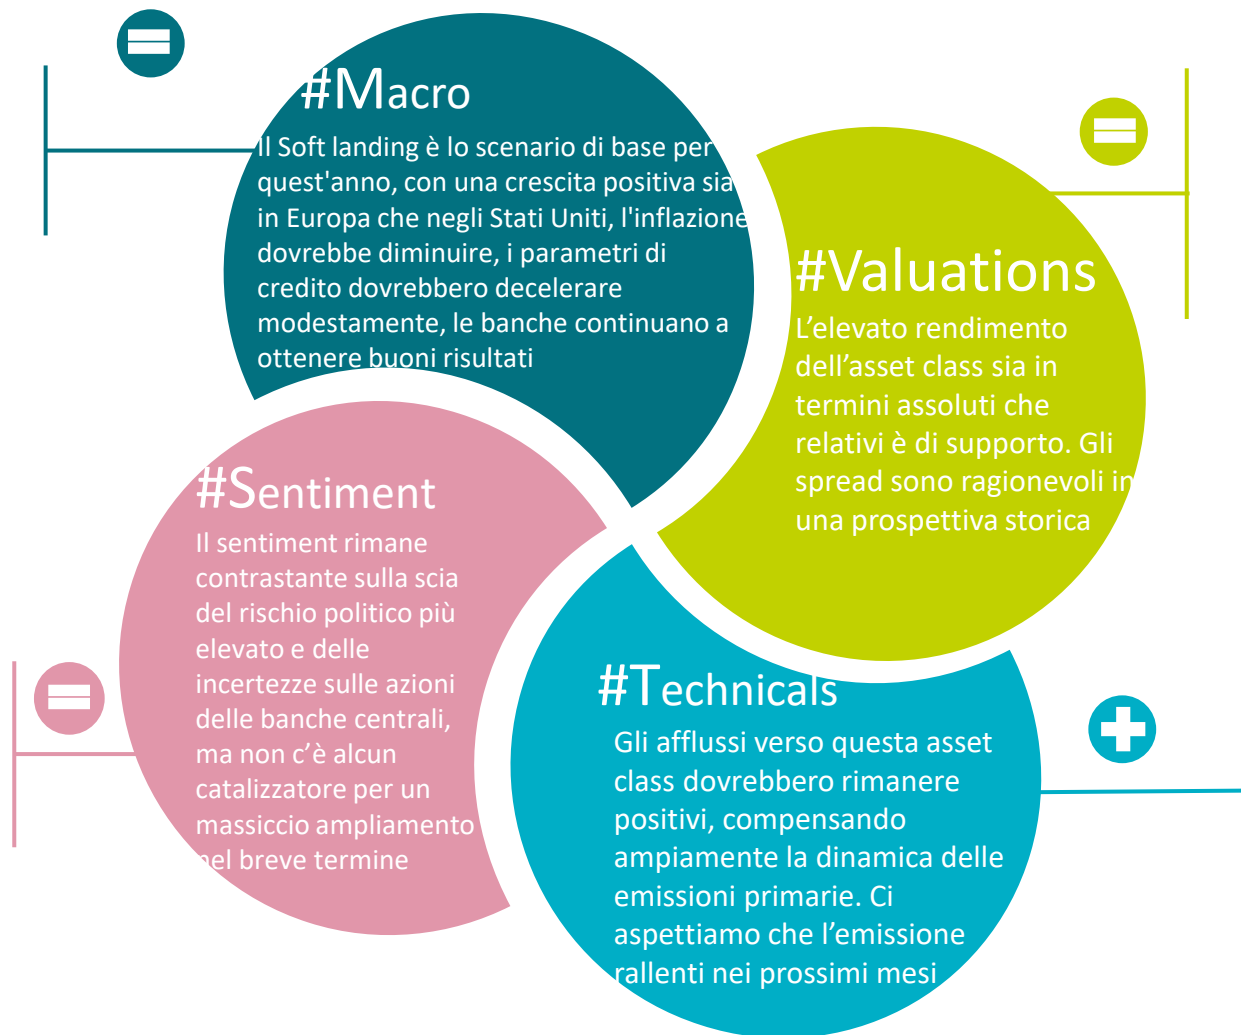 #Macro
Il Soft landing è lo scenario di base per
quest'anno, con una crescita positiva sia
in Europa che negli Stati Uniti, l'inflazione
dovrebbe diminuire, i parametri di
credito dovrebbero decelerare
modestamente, le banche continuano a
ottenere buoni risultati
#Valuations
L’elevato rendimento
dell’asset class sia in
termini assoluti che
relativi è di supporto. Gli
spread sono ragionevoli in
una prospettiva storica
#Sentiment
Il sentiment rimane
contrastante sulla scia
del rischio politico più
elevato e delle
incertezze sulle azioni
delle banche centrali,
ma non c’è alcun
catalizzatore per un
massiccio ampliamento
nel breve termine
#Technicals
Gli afflussi verso questa asset
class dovrebbero rimanere
positivi, compensando
ampiamente la dinamica delle
emissioni primarie. Ci
aspettiamo che l’emissione
rallenti nei prossimi mesi